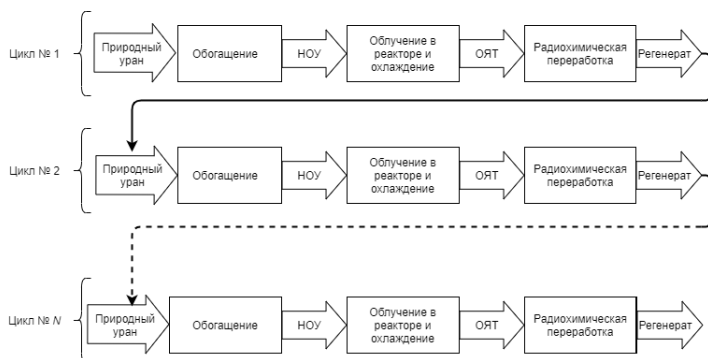 Цикл № 1
Природный
уран
Обогащение
НОУ
Облучение в
реакторе и
охлаждение
ОЯТ
Радиохимическая
переработка
Регенерат
Цикл № 2
Природный
уран
Обогащение
НОУ
Облучение в
реакторе и
охлаждение
ОЯТ
Радиохимическая
переработка
Регенерат
Цикл № N
Природный
уран
Обогащение
НОУ
Облучение в
реакторе и
охлаждение
ОЯТ
Радиохимическая
переработка
Регенерат